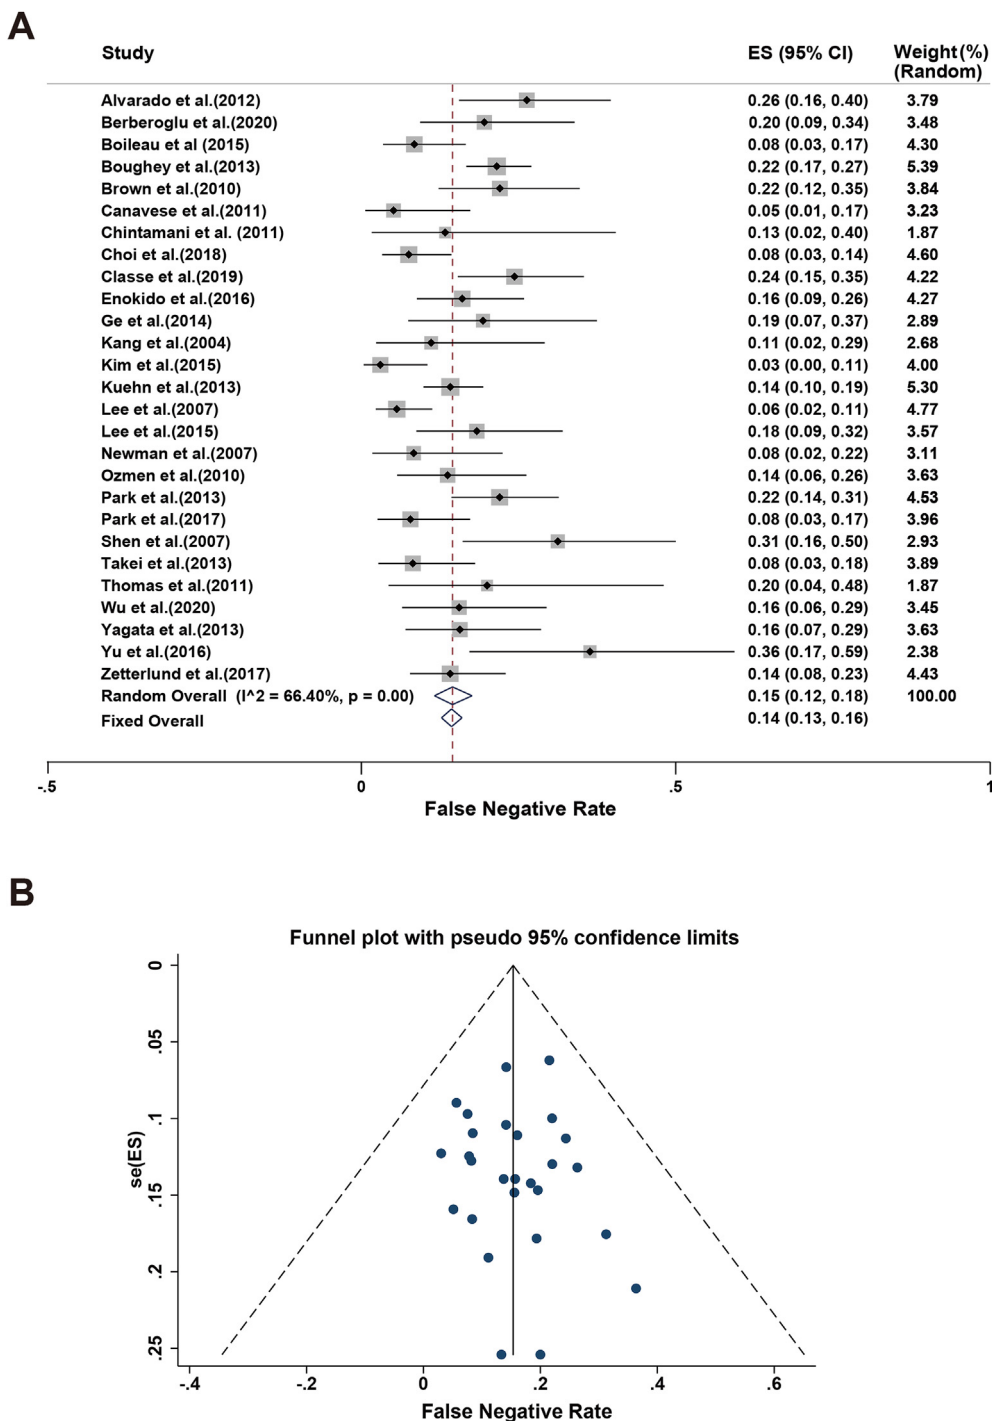 A
Study ES (95% CI) Weight(%)
(Random)
Alvarado et al.(2012) 0.26 (0.16, 0.40) 3.79
Berberoglu et al.(2020) 0.20 (0.09, 0.34) 3.48
Boileau et al (2015) 0.08 (0.03, 0.17) 4.30
Boughey et al.(2013) 0.22 (0.17, 0.27) 5.39
Brown et al.(2010) 0.22 (0.12, 0.35) 3.84
Canavese et al.(2011) 0.05 (0.01, 0.17) 3.23
Chintamani et al. (2011) 0.13 (0.02, 0.40) 1.87
Choi et al.(2018) 0.08 (0.03, 0.14) 4.60
Classe et al.(2019) 0.24 (0.15, 0.35) 4.22
Enokido et al.(2016) 0.16 (0.09, 0.26) 4.27
Ge et al.(2014) 0.19 (0.07, 0.37) 2.89
Kang et al.(2004) 0.11 (0.02, 0.29) 2.68
Kim et al.(2015) 0.03 (0.00, 0.11) 4.00
Kuehn et al.(2013) 0.14 (0.10, 0.19) 5.30
Lee et al.(2007) 0.06 (0.02, 0.11) 4.77
Lee et al.(2015) 0.18 (0.09, 0.32) 3.57
Newman et al.(2007) 0.08 (0.02, 0.22) 3.11
Ozmen et al.(2010) 0.14 (0.06, 0.26) 3.63
Park et al.(2013) 0.22 (0.14, 0.31) 4.53
Park et al.(2017) 0.08 (0.03, 0.17) 3.96
Shen et al.(2007) 0.31 (0.16, 0.50) 2.93
Takei et al.(2013) 0.08 (0.03, 0.18) 3.89
Thomas et al.(2011) 0.20 (0.04, 0.48) 1.87
Wu et al.(2020) 0.16 (0.06, 0.29) 3.45
Yagata et al.(2013) 0.16 (0.07, 0.29) 3.63
Yu et al.(2016) 0.36 (0.17, 0.59) 2.38
Zetterlund et al.(2017) 0.14 (0.08, 0.23) 4.43
Random Overall (I^2 = 66.40%, p = 0.00) 0.15 (0.12, 0.18) 100.00
Fixed Overall 0.14 (0.13, 0.16)
-.5 0 .5 1
False Negative Rate
B
Funnel plot with pseudo 95% confidence limits
0
.05
.1
.15
.2
.25
se(ES)
-.4 -.2 0 .2 .4 .6
False Negative Rate